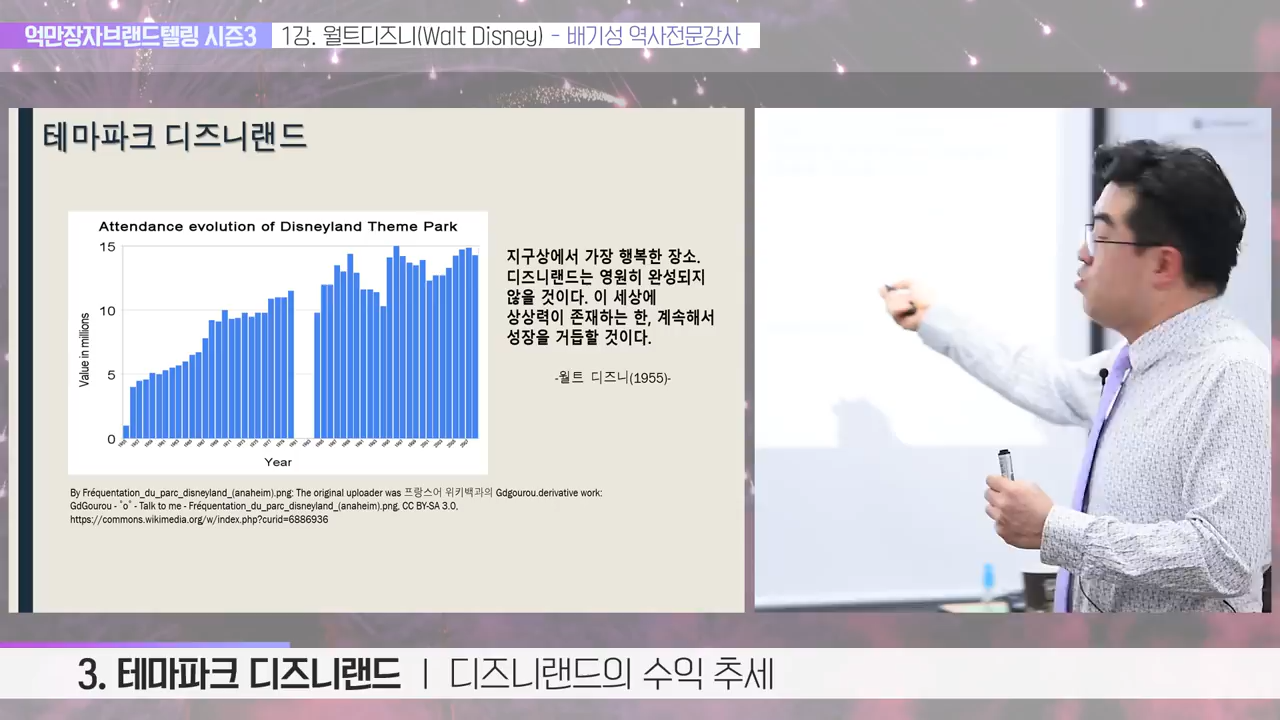 억만장자브랜드텔링 시즌3 1강. 월트디즈니(Walt Disney) - 배기성 역사전문강사
테마파크 디즈니랜드
Attendance evolution of Disneyland Theme Park
15
10
5
0
Value in millions
Year
지구상에서 가장 행복한 장소.
디즈니랜드는 영원히 완성되지
않을 것이다. 이 세상에
상상력이 존재하는 한, 계속해서
성장을 거듭할 것이다.
-월트 디즈니(1955)-
By Fréquentation_du_parc_disneyland_(anaheim).png: The original uploader was 프랑스어 위키백과의 Gdgourou.derivative work:
GdGourou - °o° - Talk to me - Fréquentation_du_parc_disneyland_(anaheim).png, CC BY-SA 3.0,
https://commons.wikimedia.org/w/index.php?curid=6886936
3. 테마파크 디즈니랜드 | 디즈니랜드의 수익 추세